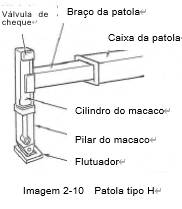 Válvula de
cheque
Braço da patola
Caixa da patola
Cilindro do macaco
Pilar do macaco
Flutuador
Imagem 2-10 Patola tipo H